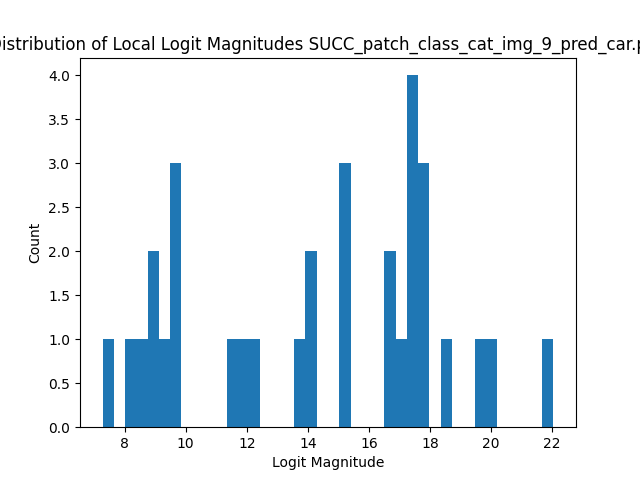 Distribution of Local Logit Magnitudes SUCC_patch_class_cat_img_9_pred_car.p
4.0
3.5
3.0
2.5
2.0
1.5
1.0
0.5
0.0
Count
8 10 12 14 16 18 20 22
Logit Magnitude